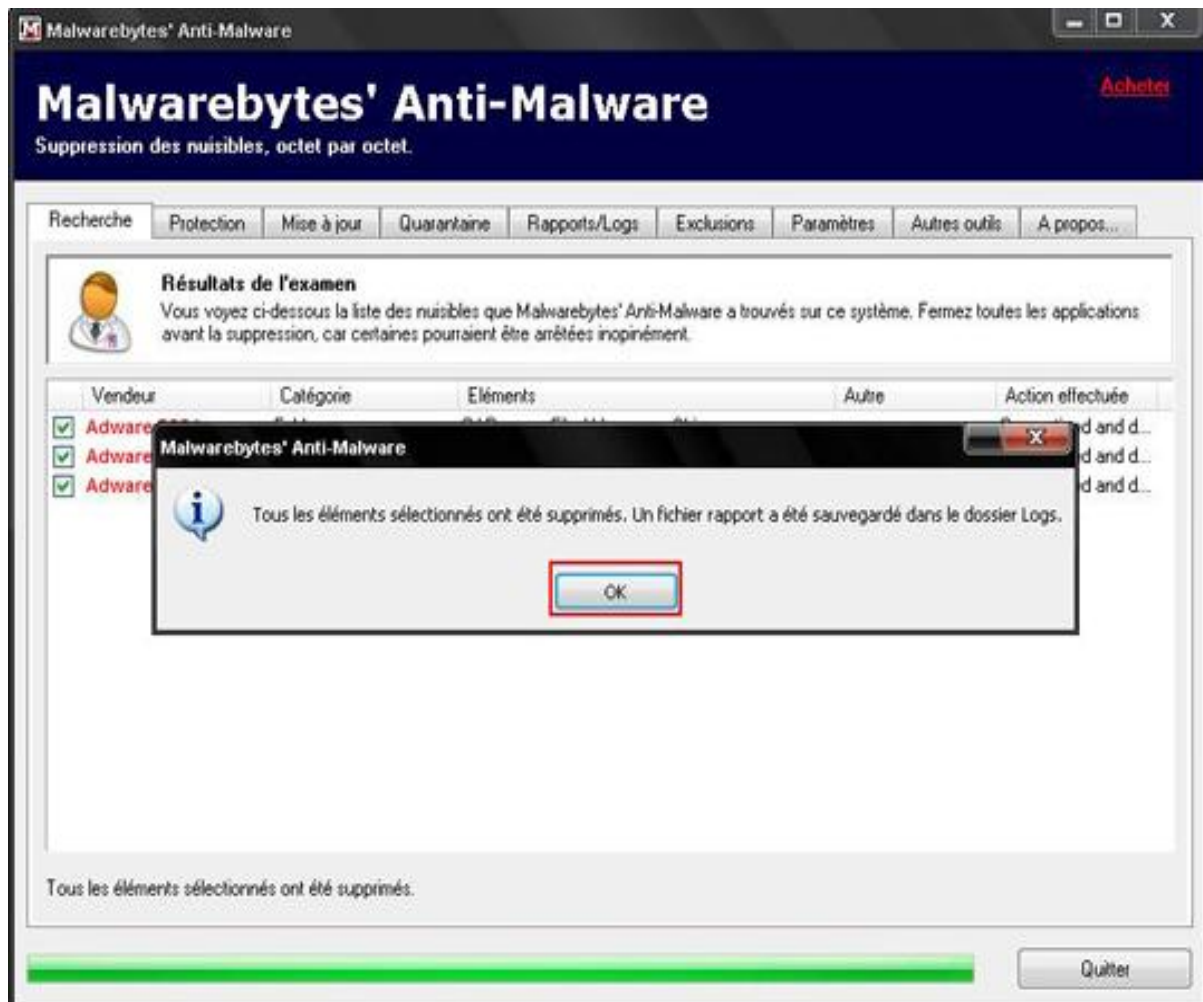 Malwarebytes' Anti-Malware
Malwarebytes' Anti-Malware
Acheter
Suppression des nuisibles, octet par octet.
Recherche Protection Mise à jour Quarantaine Rapports/Logs Exclusions Paramètres Autres outils A propos...
Résultats de l'examen
Vous voyez ci-dessous la liste des nuisibles que Malwarebytes' Anti-Malware a trouvés sur ce système. Fermez toutes les applications
avant la suppression, car certaines pourraient être arrêtées inopinément.
Vendeur Catégorie Eléments Autre Action effectuée
Adware d and d...
Adware d and d...
Adware d and d...
Malwarebytes' Anti-Malware
Tous les éléments sélectionnés ont été supprimés. Un fichier rapport a été sauvegardé dans le dossier Logs.
OK
Tous les éléments sélectionnés ont été supprimés.
Quitter